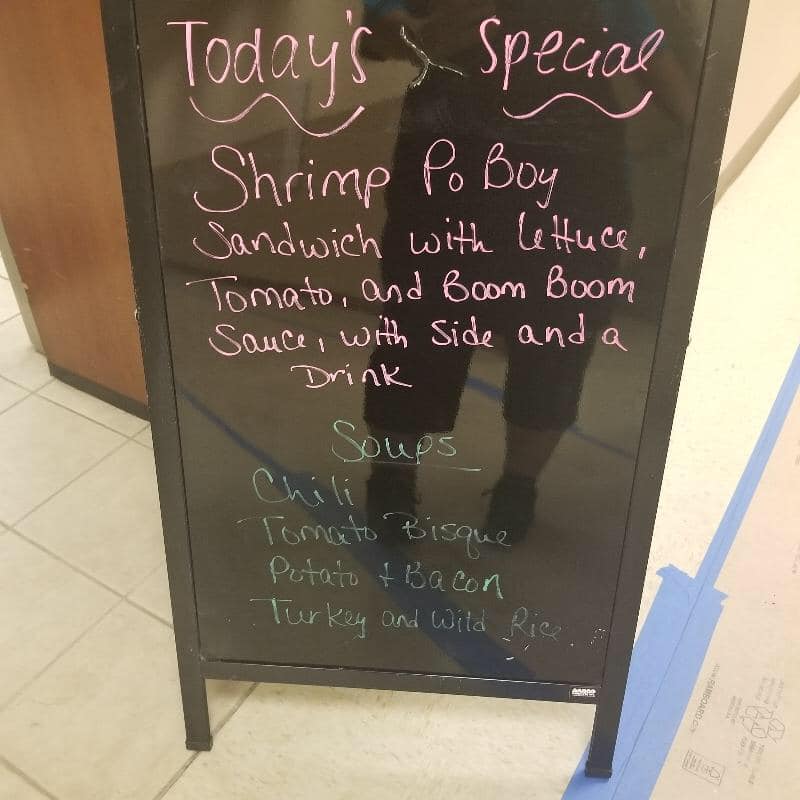 Today's Special
Shrimp Po Boy
Sandwich with lettuce,
Tomato, and Boom Boom
Sauce, with Side and a
Drink
Soups
Chili
Tomato Bisque
Potato + Bacon
Turkey and Wild Rice